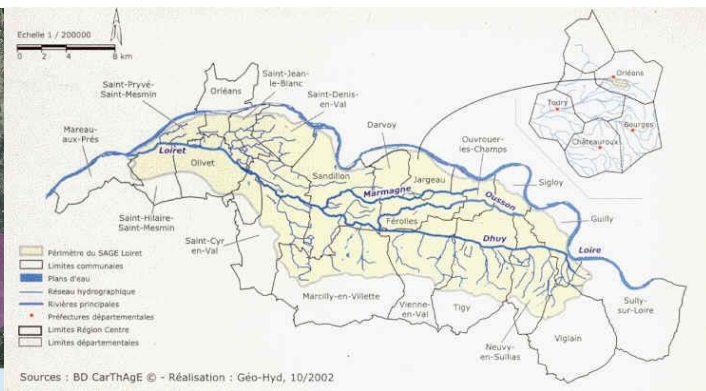 Echelle 1 / 200000
0 2 4 8 km
Orléans
Saint-Jean-
le-Blanc
Saint-Pryvé-
Saint-Mesmin
Saint-Denis-
en-Val
Mareau-
aux-Prés
Darvoy
Ouvrouer-
les-Champs
Loiret
Olivet
Sandillon
Jargeau
Marmagne
Ousson
Sigloy
Guilly
Férolles
Saint-Hilaire-
Saint-Mesmin
Saint-Cyr
en-Val
Dhuy
Loire
Marcilly-en-Villette
Vienne-
en-Val
Tigy
Neuvy-
en-Sullias
Viglain
Sully-
sur-Loire
Orléans
Toury
Bourges
Châteauroux
Périmètre du SAGE Loiret
Limites communales
Plans d'eau
Réseau hydrographique
Rivières principales
Préfectures départementales
Limites Région Centre
Limites départementales
Sources : BD CarThAgE © - Réalisation : Géo-Hyd, 10/2002